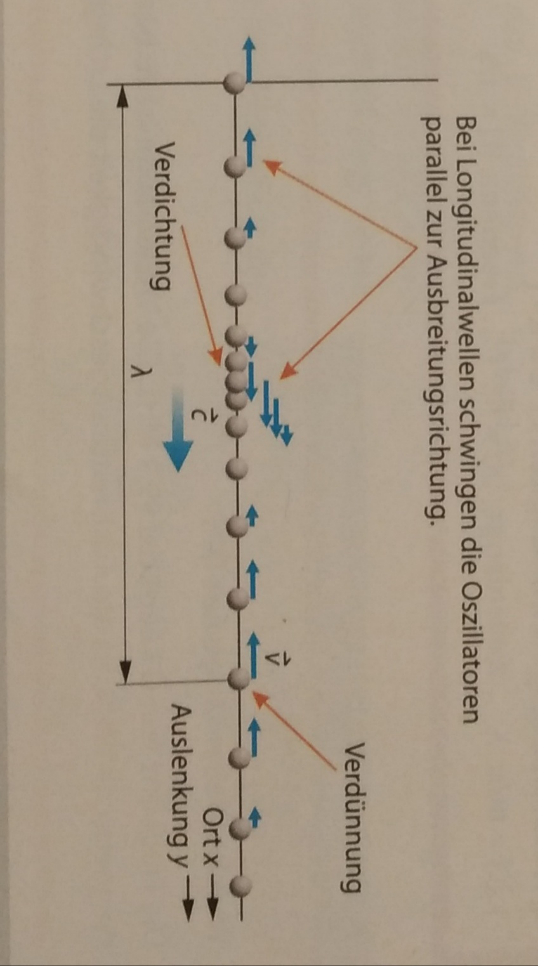 Bei Longitudinalwellen schwingen die Oszillatoren
parallel zur Ausbreitungsrichtung.
Verdünnung
v⃗
Verdichtung
c⃗
Ort x
Auslenkung y
λ